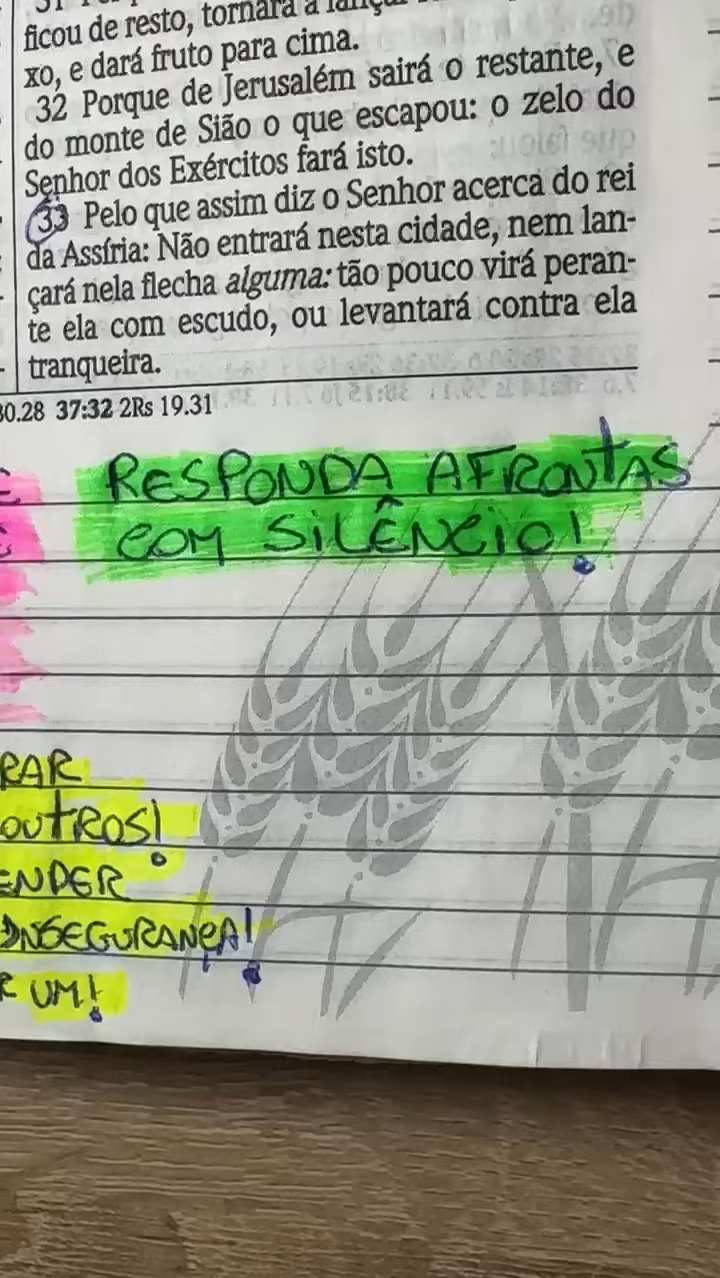 ficou de resto, tornará a lançar
xo, e dará fruto para cima.
32 Porque de Jerusalém sairá o restante, e
do monte de Sião o que escapou: o zelo do
Senhor dos Exércitos fará isto.
33 Pelo que assim diz o Senhor acerca do rei
da Assíria: Não entrará nesta cidade, nem lan-
çará nela flecha alguma: tão pouco virá peran-
te ela com escudo, ou levantará contra ela
tranqueira.
30.28 37:32 2Rs 19.31
RESPONDA AFRONTAS
COM SILÊNCIO!
RAR
OUTROS!
ENDER
INSEGURANÇA!
R UM!